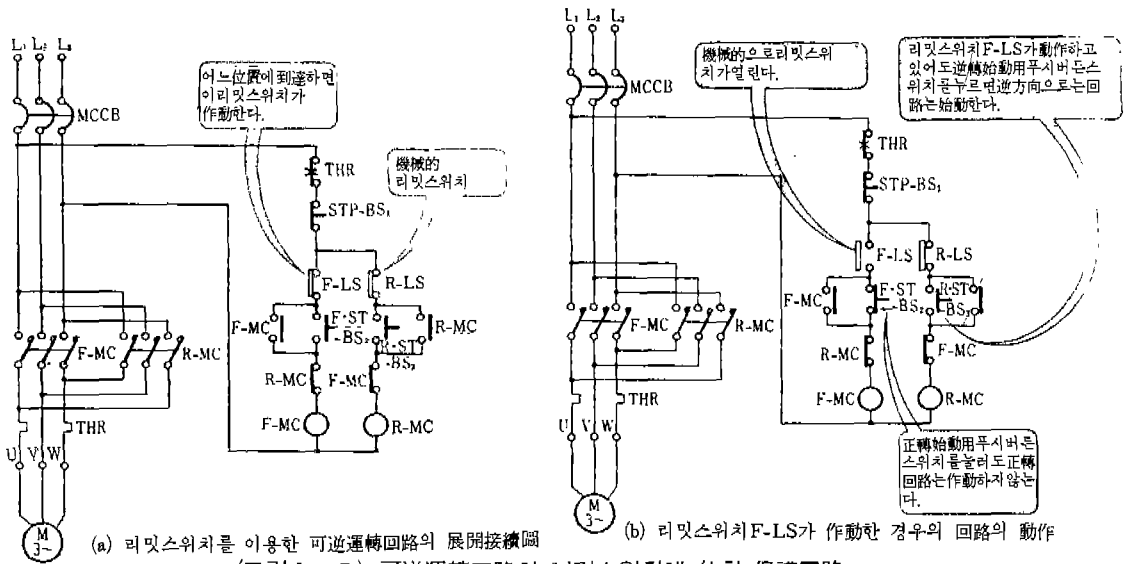 L₁ L₂ L₃
MCCB
어느位置에到達하면
이리밋스위치가
作動한다.
機械的
리밋스위치
THR
STP-BS₁
F-LS
R-LS
F-MC
F-ST
-BS₂
R-ST
-BS₃
R-MC
F-MC
R-MC
R-MC
F-MC
THR
F-MC
R-MC
U V W
M
3~
(a) 리밋스위치를 이용한 可逆運轉回路의 展開接續圖
L₁ L₂ L₃
MCCB
機械的으로리밋스위
치가열린다.
리밋스위치F-LS가動作하고
있어도逆轉始動用푸시버튼스
위치를누르면逆方向으로는回
路는始動한다.
THR
STP-BS₁
F-LS
R-LS
F-MC
F-ST
-BS₂
R-ST
BS₃
F-MC
R-MC
R-MC
F-MC
THR
F-MC
R-MC
U V W
M
3~
正轉始動用푸시버튼
스위치를눌러도正轉
回路는作動하지않는
다.
(b) 리밋스위치F-LS가 作動한 경우의 回路의 動作